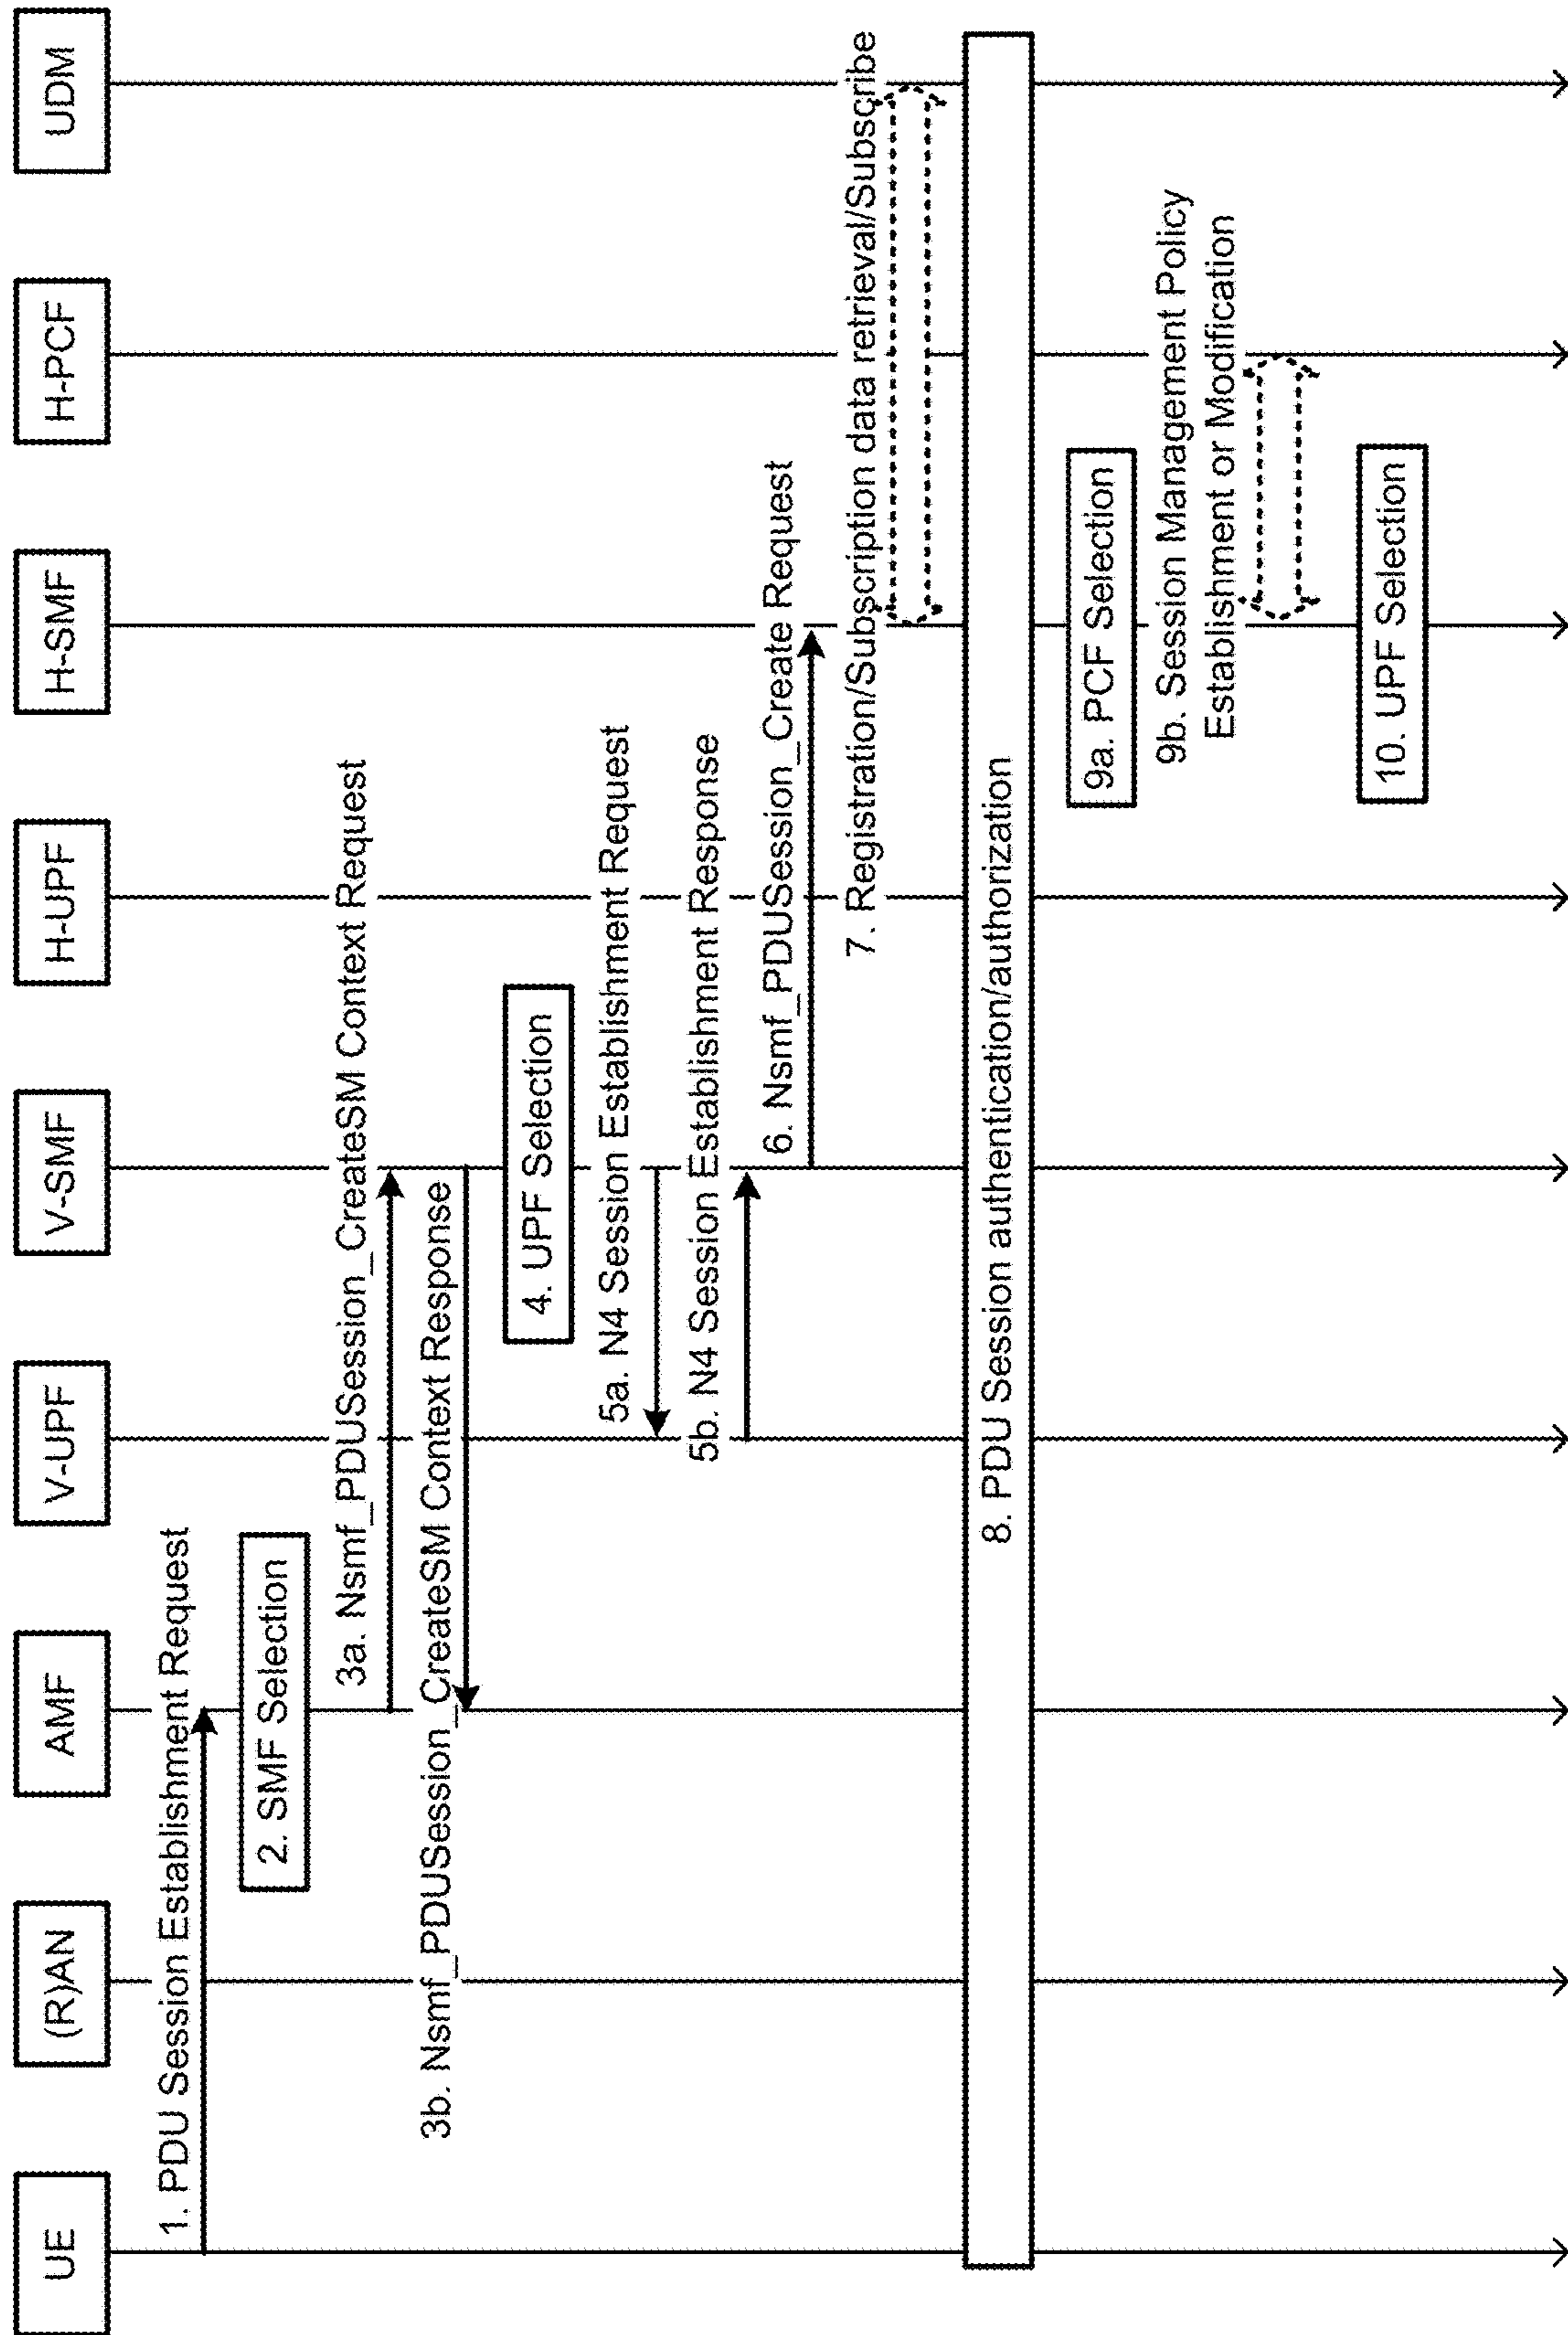 UE
(R)AN
AMF
V-UPF
V-SMF
H-UPF
H-SMF
H-PCF
UDM
1. PDU Session Establishment Request
2. SMF Selection
3a. Nsmf_PDUSession_CreateSM Context Request
3b. Nsmf_PDUSession_CreateSM Context Response
4. UPF Selection
5a. N4 Session Establishment Request
5b. N4 Session Establishment Response
6. Nsmf_PDUSession_Create Request
7. Registration/Subscription data retrieval/Subscribe
8. PDU Session authentication/authorization
9a. PCF Selection
9b. Session Management Policy
Establishment or Modification
10. UPF Selection